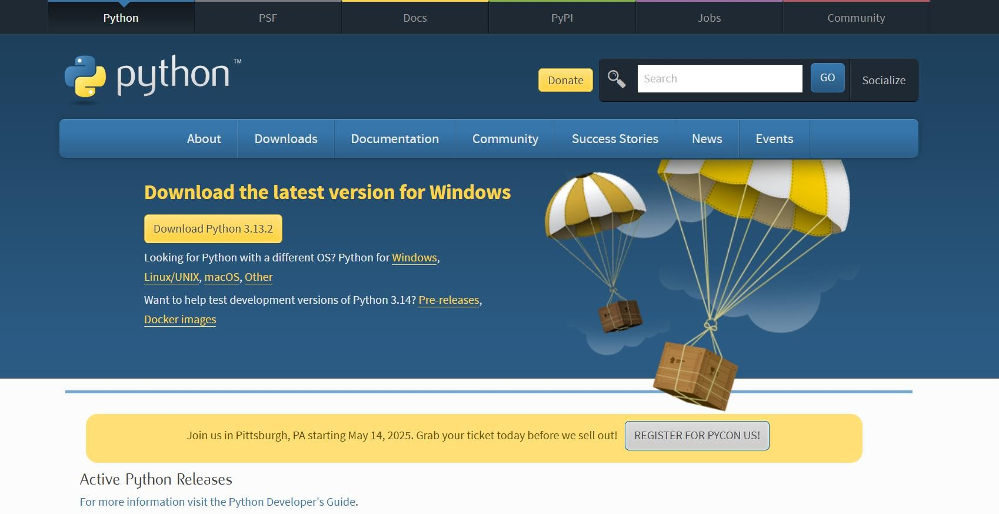 Python
PSF
Docs
PyPI
Jobs
Community
python™
Donate
Search
GO
Socialize
About
Downloads
Documentation
Community
Success Stories
News
Events
Download the latest version for Windows
Download Python 3.13.2
Looking for Python with a different OS? Python for Windows,
Linux/UNIX, macOS, Other
Want to help test development versions of Python 3.14? Pre-releases,
Docker images
Join us in Pittsburgh, PA starting May 14, 2025. Grab your ticket today before we sell out!
REGISTER FOR PYCON US!
Active Python Releases
For more information visit the Python Developer's Guide.